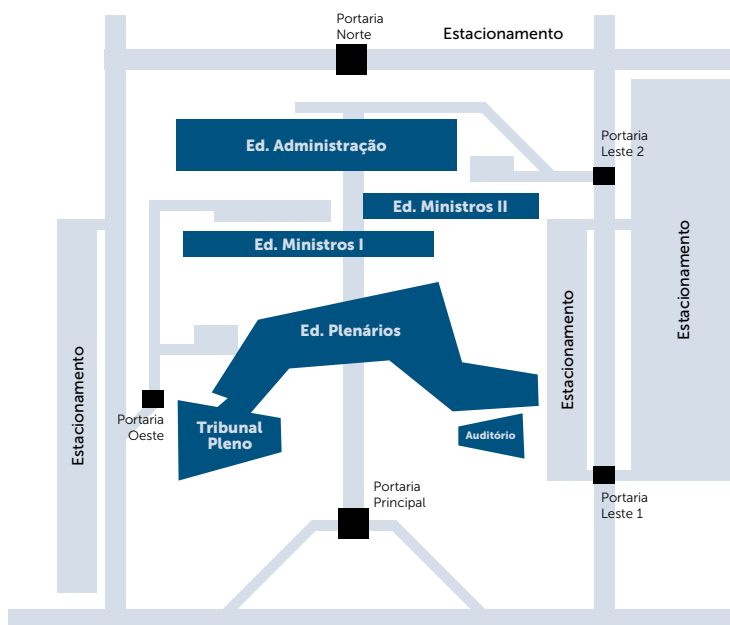 Portaria
Norte
Estacionamento
Ed. Administração
Portaria
Leste 2
Ed. Ministros II
Ed. Ministros I
Estacionamento
Estacionamento
Ed. Plenários
Estacionamento
Portaria
Oeste
Tribunal
Pleno
Auditório
Portaria
Principal
Portaria
Leste 1